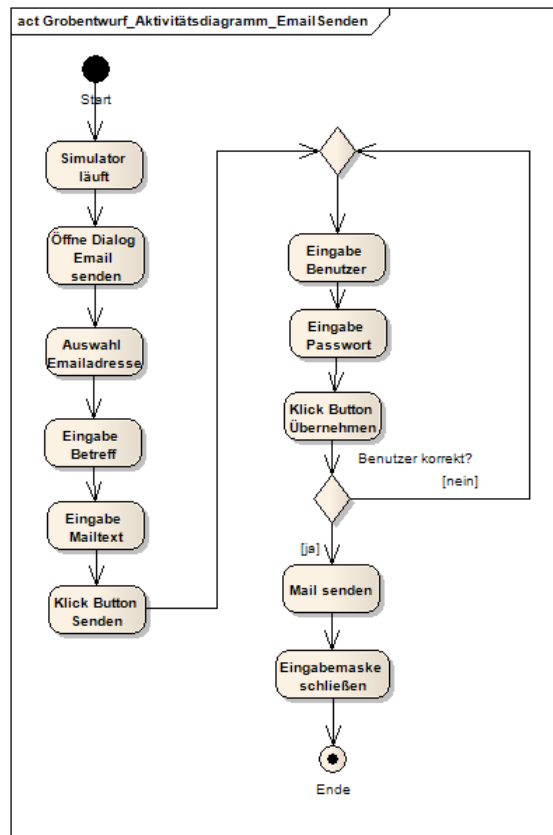 act Grobentwurf_Aktivitätsdiagramm_EmailSenden
Start
Simulator
läuft
Öffne Dialog
Email
senden
Auswahl
Emailadresse
Eingabe
Betreff
Eingabe
Mailtext
Klick Button
Senden
Eingabe
Benutzer
Eingabe
Passwort
Klick Button
Übernehmen
Benutzer korrekt?
[nein]
[ja]
Mail senden
Eingabemaske
schließen
Ende